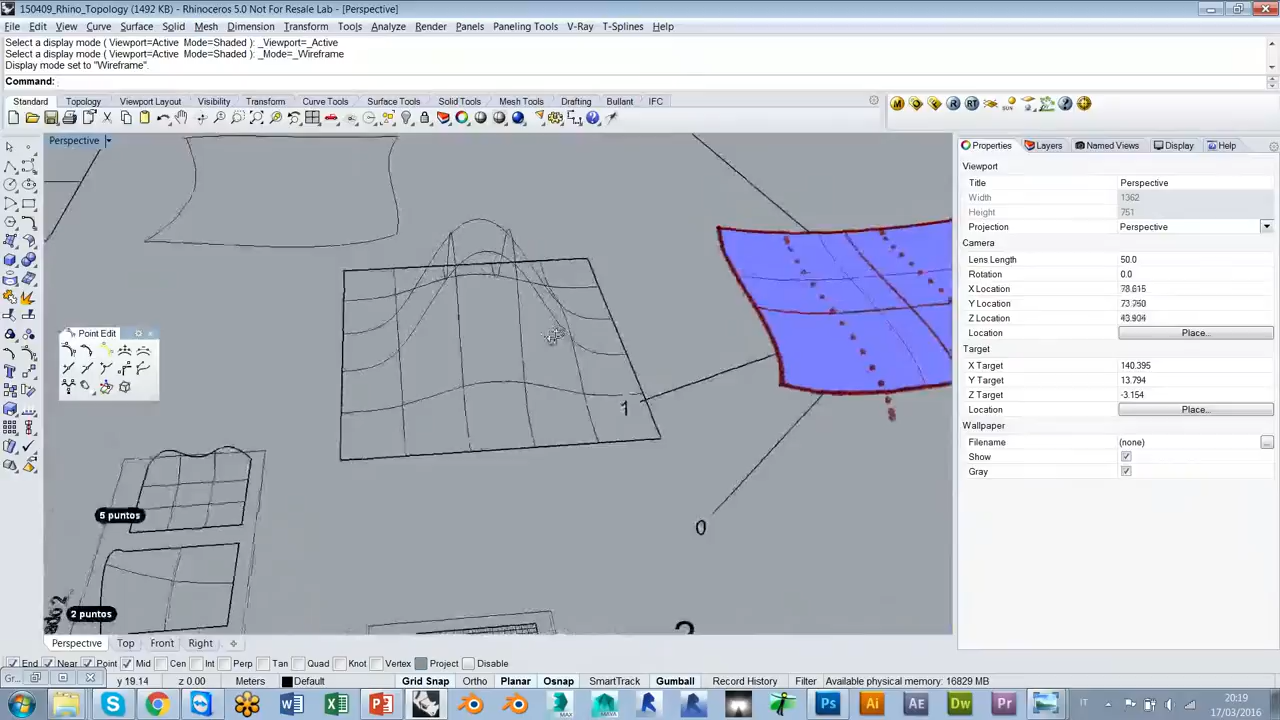 150409_Rhino_Topology (1492 KB) - Rhinoceros 5.0 Not For Resale Lab - [Perspective]
File Edit View Curve Surface Solid Mesh Dimension Transform Tools Analyze Render Panels Paneling Tools V-Ray T-Splines Help
Select a display mode ( Viewport=Active Mode=Shaded ): _Viewport=_Active
Select a display mode ( Viewport=Active Mode=Shaded ): _Mode=_Wireframe
Display mode set to "Wireframe".
Command:
Standard Topology Viewport Layout Visibility Transform Curve Tools Surface Tools Solid Tools Mesh Tools Drafting Bullant IFC
Perspective
Properties Layers Named Views Display Help
Viewport
Title Perspective
Width 1362
Height 751
Projection Perspective
Camera
Lens Length 50.0
Rotation 0.0
X Location 78.615
Y Location 73.760
Z Location 43.904
Location Place...
Target
X Target 140.395
Y Target 13.794
Z Target -3.154
Location Place...
Wallpaper
Filename (none)
Show
Gray
Point Edit
1
0
5 puntos
2 puntos
Perspective Top Front Right
End Near Point Mid Cen Int Perp Tan Quad Knot Vertex Project Disable
Gr...
y 19.14 z 0.00 Meters Default Grid Snap Ortho Planar Osnap SmartTrack Gumball Record History Filter Available physical memory: 16829 MB
IT 20:19
17/03/2016